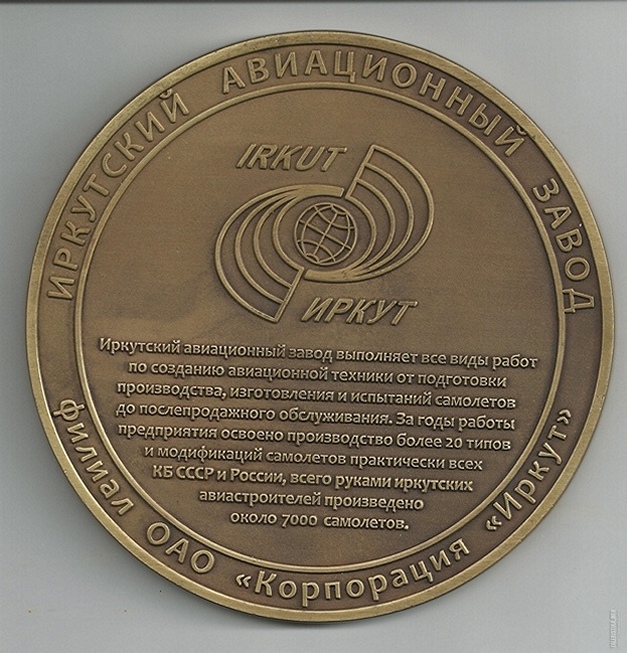 ИРКУТСКИЙ АВИАЦИОННЫЙ ЗАВОД
IRKUT
ИРКУТ
Иркутский авиационный завод выполняет все виды работ
по созданию авиационной техники от подготовки
производства, изготовления и испытаний самолетов
до послепродажного обслуживания. За годы работы
предприятия освоено производство более 20 типов
и модификаций самолетов практически всех
КБ СССР и России, всего руками иркутских
авиастроителей произведено
около 7000 самолетов.
филиал ОАО «Корпорация «Иркут»